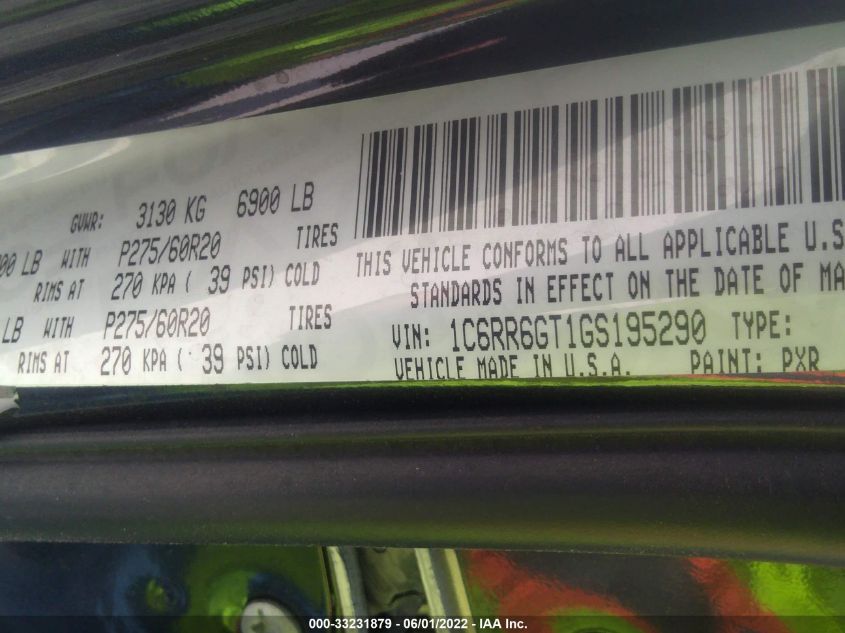 GVWR: 3130 KG 6900 LB
00 LB WITH P275/60R20 TIRES
RIMS AT 270 KPA ( 39 PSI) COLD
LB WITH P275/60R20 TIRES
RIMS AT 270 KPA ( 39 PSI) COLD
THIS VEHICLE CONFORMS TO ALL APPLICABLE U.S
STANDARDS IN EFFECT ON THE DATE OF MA
VIN: 1C6RR6GT1GS195290 TYPE:
VEHICLE MADE IN U.S.A. PAINT: PXR
000-33231879 - 06/01/2022 - IAA Inc.